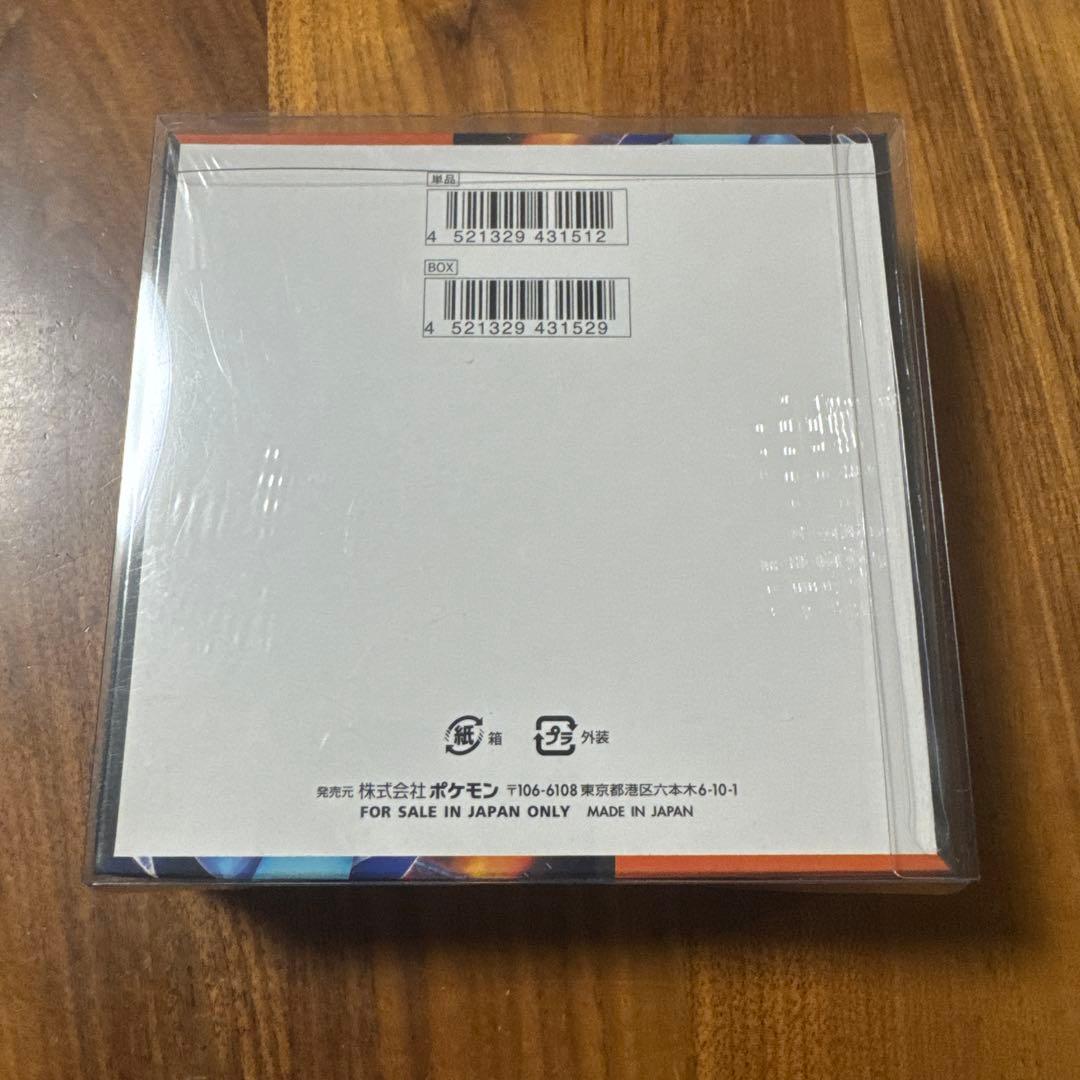 単品
4 521329 431512
BOX
4 521329 431529
紙 箱 プラ 外装
発売元 株式会社 ポケモン 〒106-6108 東京都港区六本木6-10-1
FOR SALE IN JAPAN ONLY MADE IN JAPAN